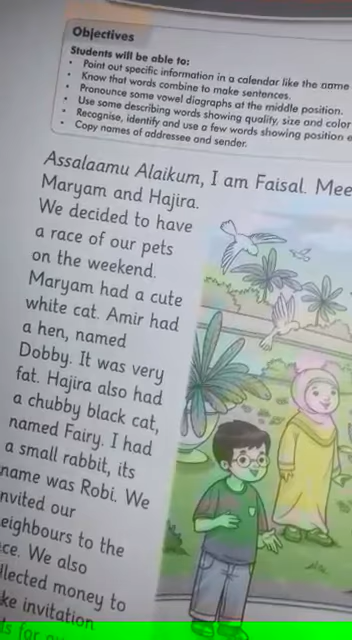 Objectives
Students will be able to:
• Point out specific information in a calendar like the name
• Know that words combine to make sentences.
• Pronounce some vowel diagraphs at the middle position.
• Use some describing words showing quality, size and color
• Recognise, identify and use a few words showing position
• Copy names of addressee and sender.
Assalaamu Alaikum, I am Faisal. Mee
Maryam and Hajira.
We decided to have
a race of our pets
on the weekend.
Maryam had a cute
white cat. Amir had
a hen, named
Dobby. It was very
fat. Hajira also had
a chubby black cat,
named Fairy. I had
a small rabbit, its
name was Robi. We
nvited our
eighbours to the
ce. We also
llected money to
ke invitation